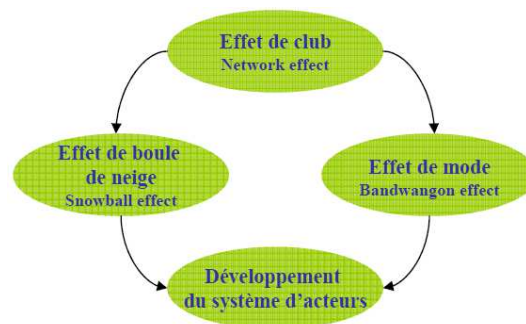 Effet de club
Network effect
Effet de boule
de neige
Snowball effect
Effet de mode
Bandwangon effect
Développement
du système d'acteurs